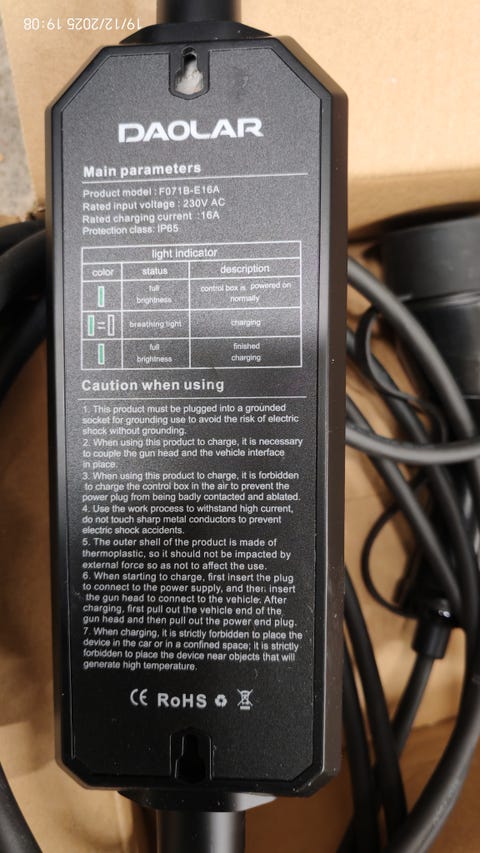 19/12/2025 19:08
DAOLAR
Main parameters
Product model : F071B-E16A
Rated input voltage : 230V AC
Rated charging current :16A
Protection class: IP65
light indicator
color status description
full brightness control box is powered on normally
= breathing light charging
full brightness finished charging
Caution when using
1. This product must be plugged into a grounded
socket for grounding use to avoid the risk of electric
shock without grounding.
2. When using this product to charge, it is necessary
to couple the gun head and the vehicle interface
in place.
3. When using this product to charge, it is forbidden
to charge the control box in the air to prevent the
power plug from being badly contacted and ablated.
4. Use the work process to withstand high current,
do not touch sharp metal conductors to prevent
electric shock accidents.
5. The outer shell of the product is made of
thermoplastic, so it should not be impacted by
external force so as not to affect the use.
6. When starting to charge, first insert the plug
to connect to the power supply, and then insert
the gun head to connect to the vehicle. After
charging, first pull out the vehicle end of the
gun head and then pull out the power end plug.
7. When charging, it is strictly forbidden to place the
device in the car or in a confined space; it is strictly
forbidden to place the device near objects that will
generate high temperature.
CE RoHS